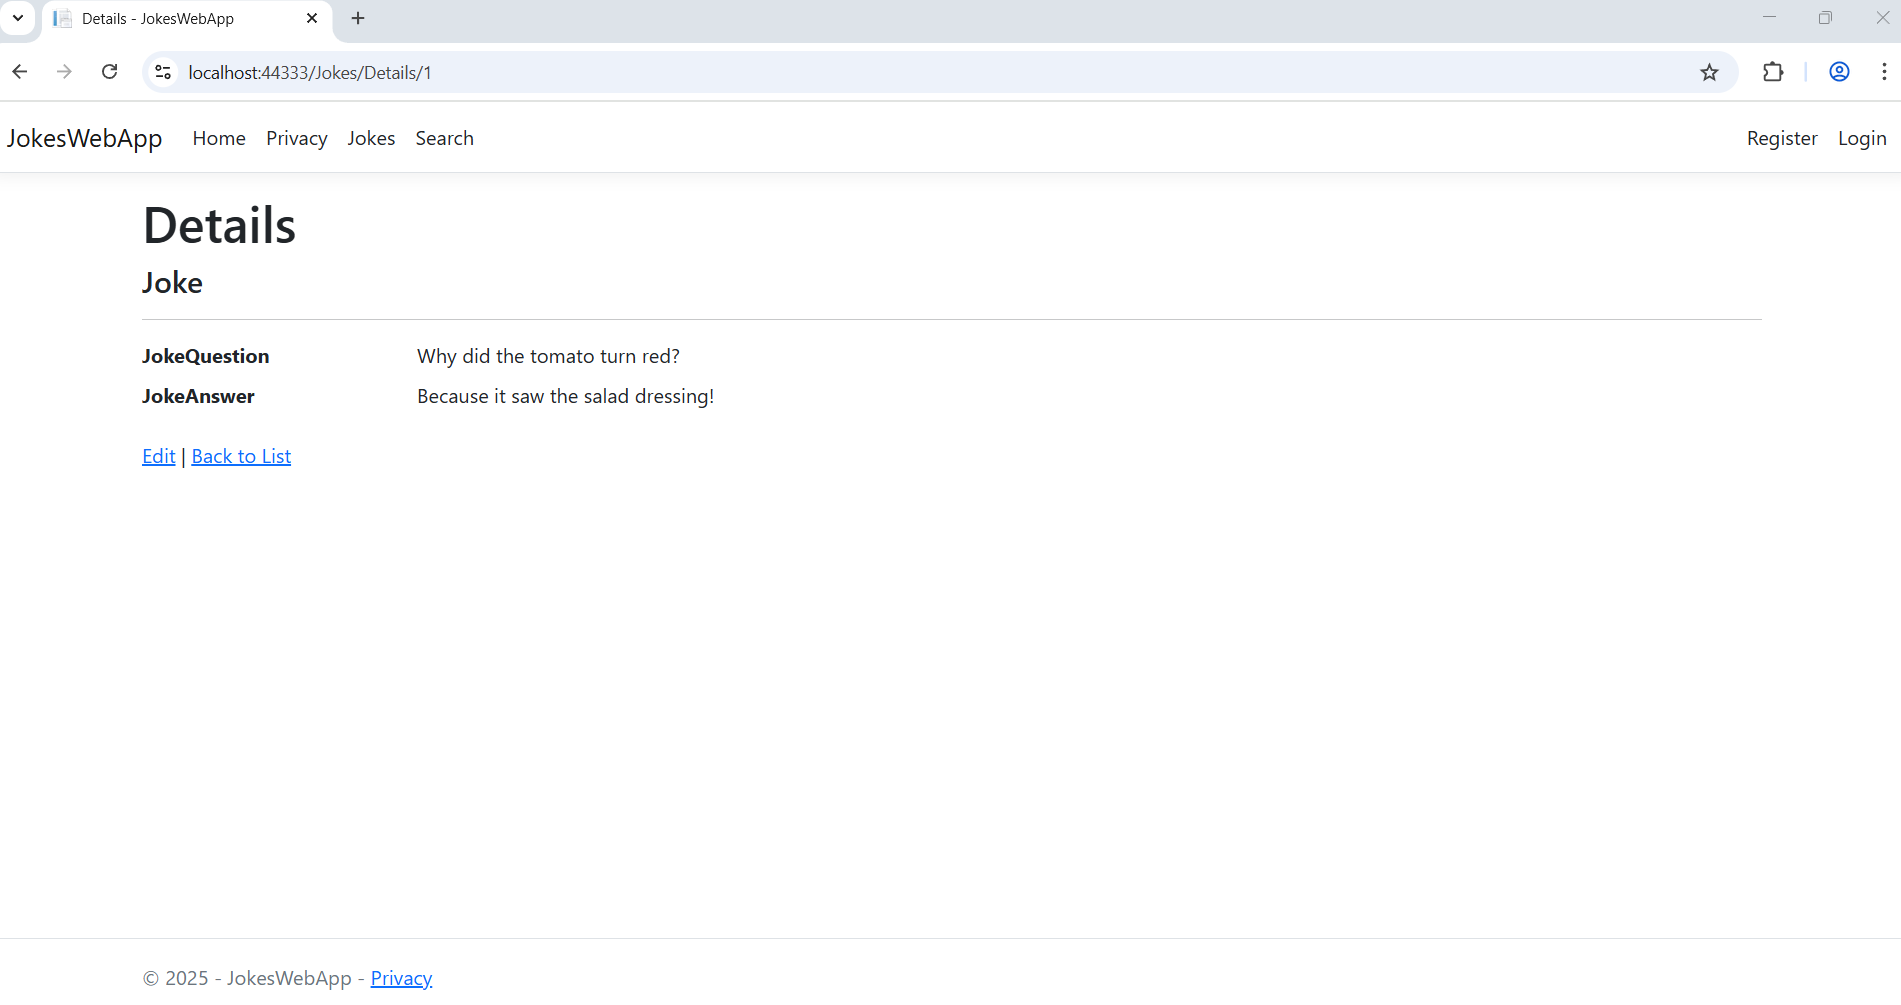 Details - JokesWebApp
localhost:44333/Jokes/Details/1
JokesWebApp Home Privacy Jokes Search Register Login
Details
Joke
JokeQuestion Why did the tomato turn red?
JokeAnswer Because it saw the salad dressing!
Edit | Back to List
© 2025 - JokesWebApp - Privacy